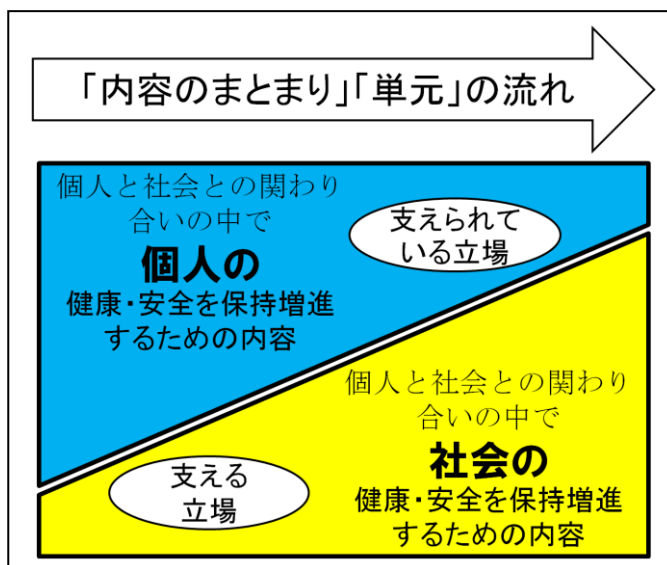 「内容のまとまり」「単元」の流れ
個人と社会との関わり
合いの中で
個人の
健康・安全を保持増進
するための内容
支えられて
いる立場
個人と社会との関わり
合いの中で
社会の
健康・安全を保持増進
するための内容
支える
立場